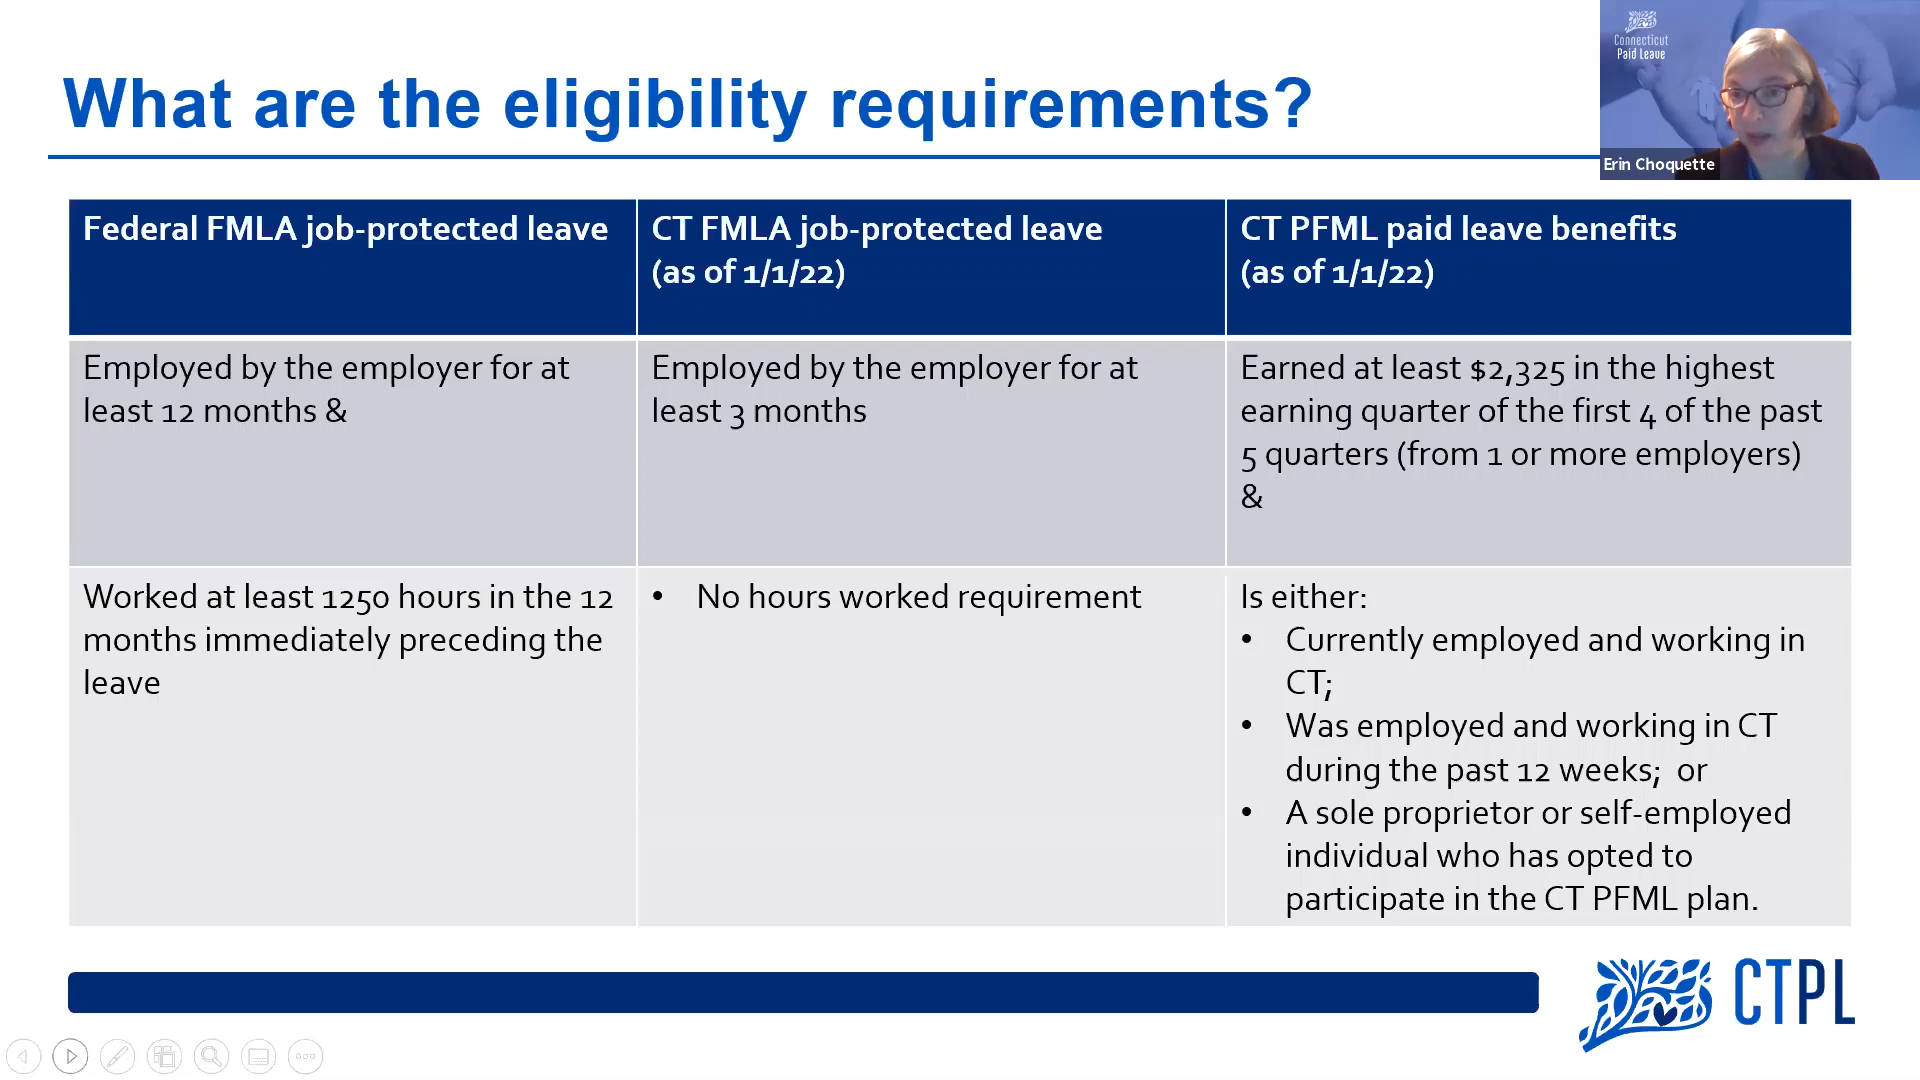 What are the eligibility requirements?
Connecticut
Paid Leave
Erin Choquette
Federal FMLA job-protected leave
CT FMLA job-protected leave
(as of 1/1/22)
CT PFML paid leave benefits
(as of 1/1/22)
Employed by the employer for at
least 12 months &
Employed by the employer for at
least 3 months
Earned at least $2,325 in the highest
earning quarter of the first 4 of the past
5 quarters (from 1 or more employers)
&
Worked at least 1250 hours in the 12
months immediately preceding the
leave
• No hours worked requirement
Is either:
• Currently employed and working in
CT;
• Was employed and working in CT
during the past 12 weeks; or
• A sole proprietor or self-employed
individual who has opted to
participate in the CT PFML plan.
CTPL